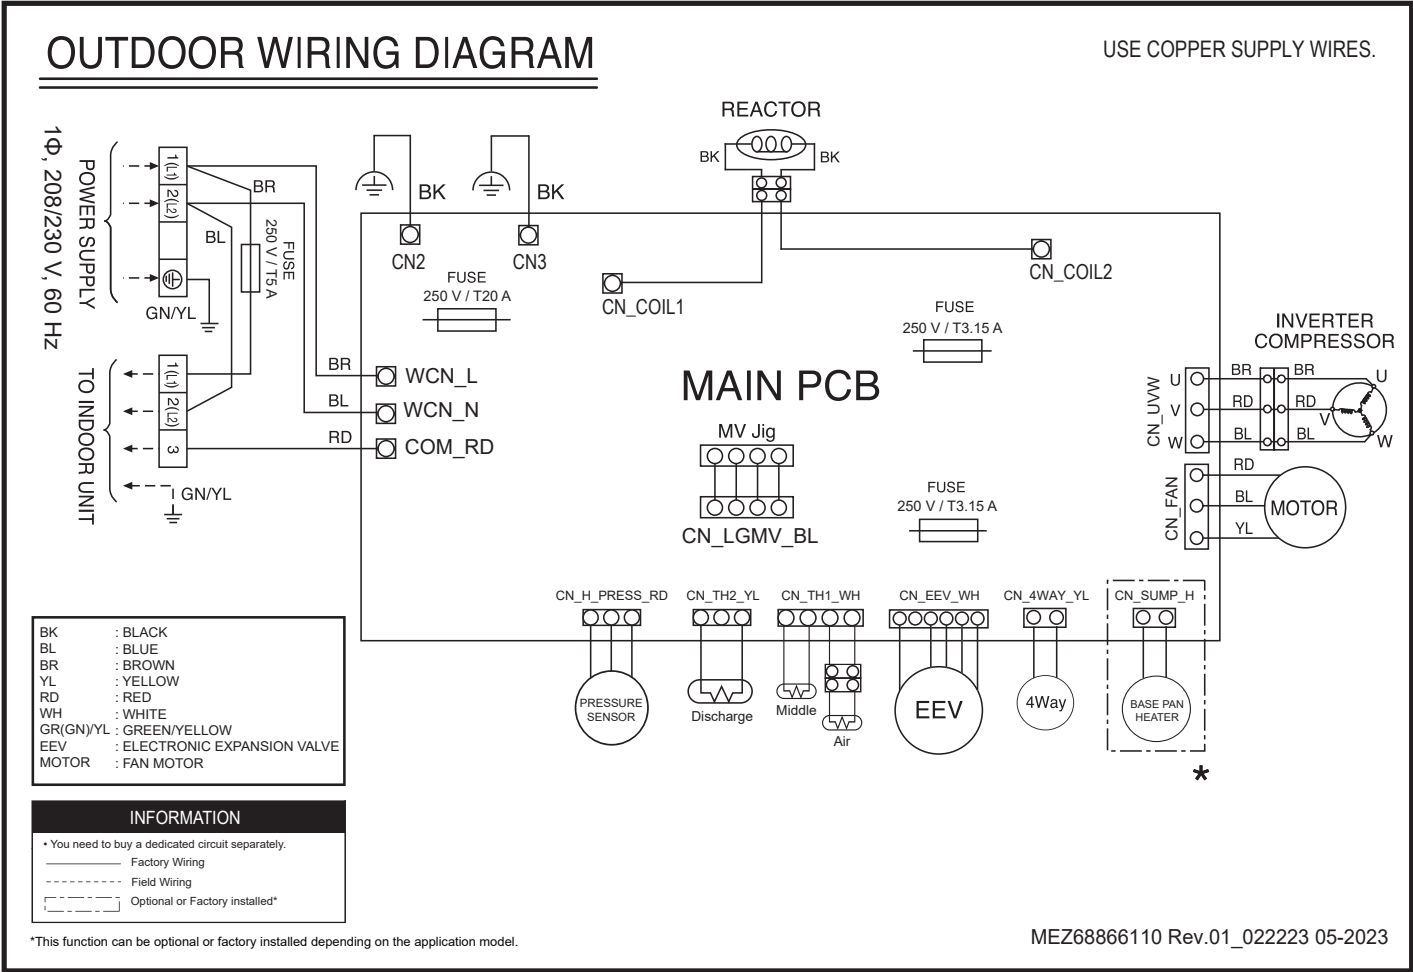 OUTDOOR WIRING DIAGRAM
USE COPPER SUPPLY WIRES.
1Φ, 208/230 V, 60 Hz
POWER SUPPLY
1(L1)
2(L2)
BR
BL
FUSE
250 V / T5 A
GN/YL
TO INDOOR UNIT
1(L1)
2(L2)
3
GN/YL
BR
BL
RD
BK
BK
CN2
CN3
REACTOR
BK
BK
CN_COIL1
CN_COIL2
FUSE
250 V / T20 A
FUSE
250 V / T3.15 A
WCN_L
WCN_N
COM_RD
MAIN PCB
MV Jig
CN_LGMV_BL
FUSE
250 V / T3.15 A
INVERTER
COMPRESSOR
CN_UVW
U
V
W
BR
RD
BL
BR
RD
BL
U
V
W
CN_FAN
RD
BL
YL
MOTOR
CN_H_PRESS_RD
CN_TH2_YL
CN_TH1_WH
CN_EEV_WH
CN_4WAY_YL
CN_SUMP_H
PRESSURE
SENSOR
Discharge
Middle
Air
EEV
4Way
BASE PAN
HEATER
*
BK : BLACK
BL : BLUE
BR : BROWN
YL : YELLOW
RD : RED
WH : WHITE
GR(GN)/YL : GREEN/YELLOW
EEV : ELECTRONIC EXPANSION VALVE
MOTOR : FAN MOTOR
INFORMATION
• You need to buy a dedicated circuit separately.
Factory Wiring
Field Wiring
Optional or Factory installed*
*This function can be optional or factory installed depending on the application model.
MEZ68866110 Rev.01_022223 05-2023